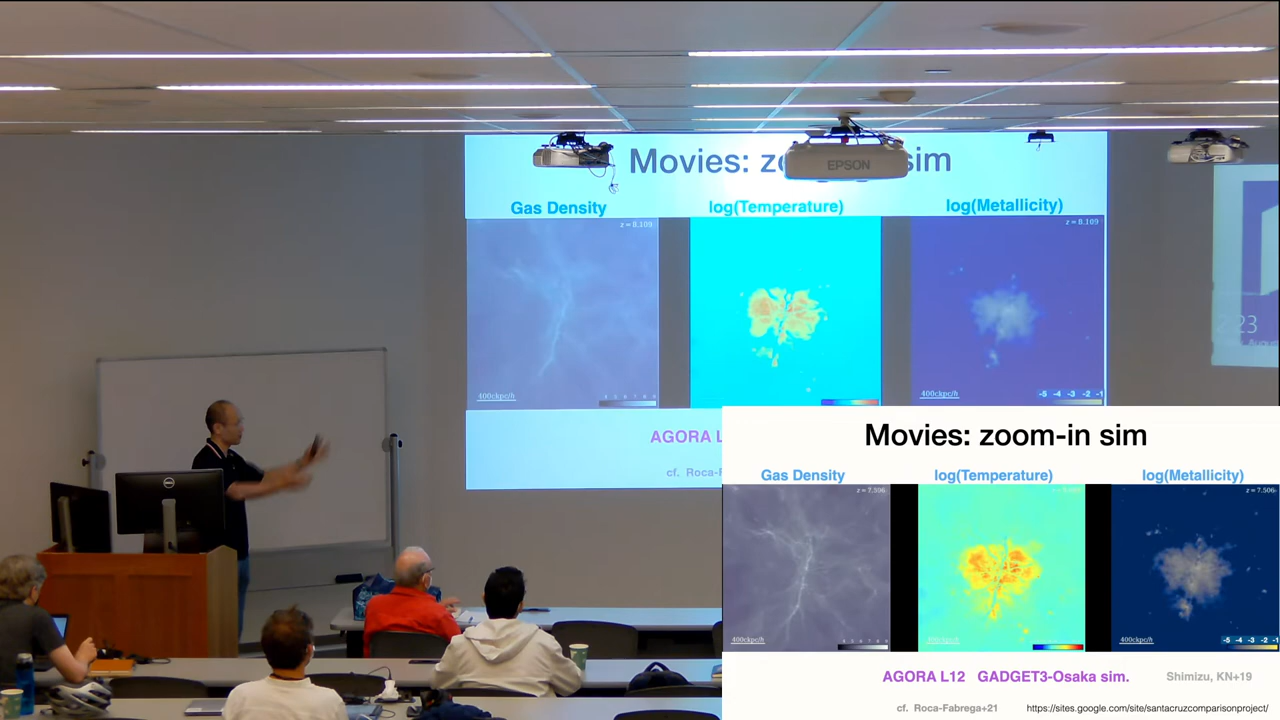 Movies: z
sim
EPSON
Gas Density
log(Temperature)
log(Metallicity)
z = 8.109
z = 8.109
400ckpc/h
400ckpc/h
-5 -4 -3 -2 -1
23
AGORA L
cf. Roca-F
DELL
Movies: zoom-in sim
Gas Density
log(Temperature)
log(Metallicity)
z = 7.506
z = 7.506
400ckpc/h
400ckpc/h
400ckpc/h
-5 -4 -3 -2 -1
AGORA L12 GADGET3-Osaka sim.
Shimizu, KN+19
cf. Roca-Fabrega+21
https://sites.google.com/site/santacruzcomparisonproject/